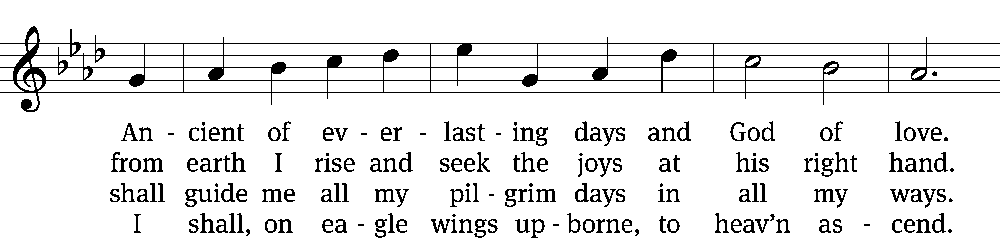 An - cient of ev - er - last - ing days and God of love.
from earth I rise and seek the joys at his right hand.
shall guide me all my pil - grim days in all my ways.
I shall, on ea - gle wings up - borne, to heav’n as - cend.